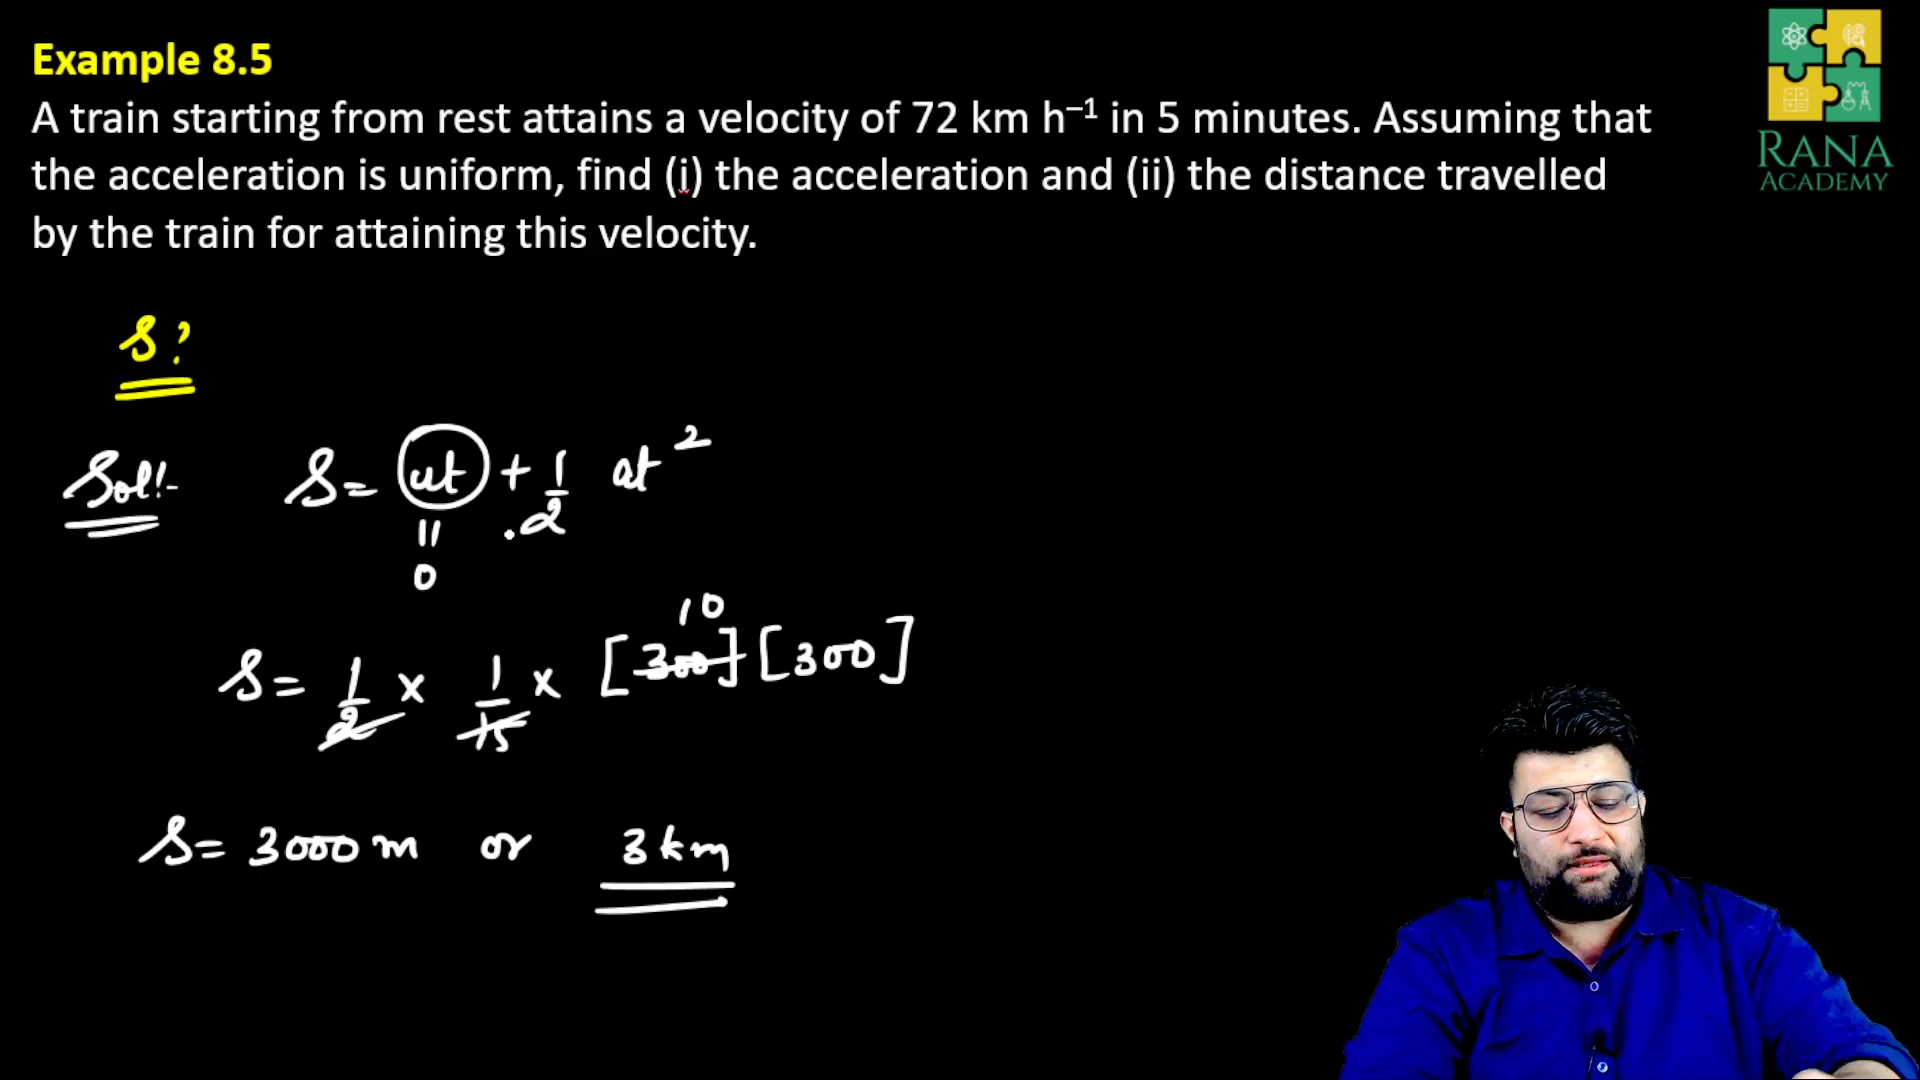 Example 8.5
A train starting from rest attains a velocity of 72 km h⁻¹ in 5 minutes. Assuming that
the acceleration is uniform, find (i) the acceleration and (ii) the distance travelled
by the train for attaining this velocity.
RANA
ACADEMY
S?
Sol:- S = ut + 1/2 at²
||
0
10
S = 1/2 × 1/15 × [300] [300]
S = 3000 m or 3 km